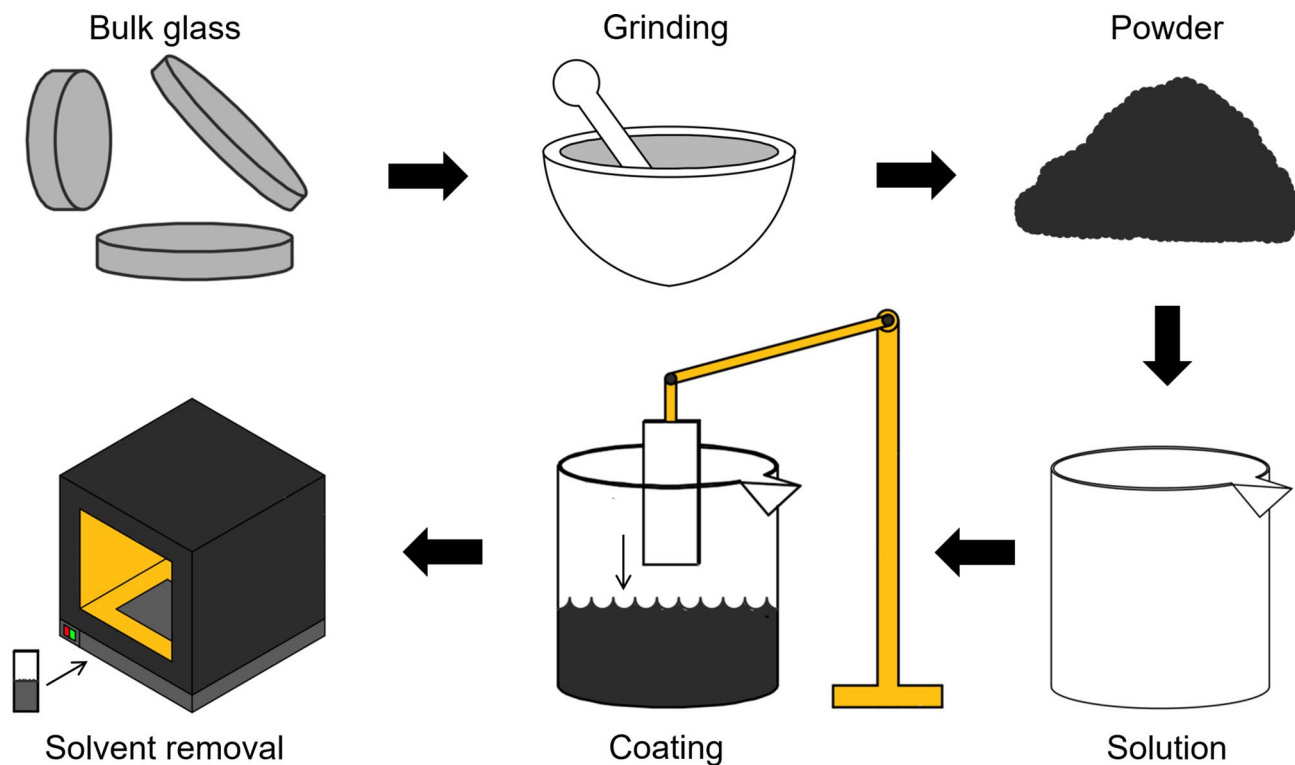 Bulk glass
Grinding
Powder
Solvent removal
Coating
Solution